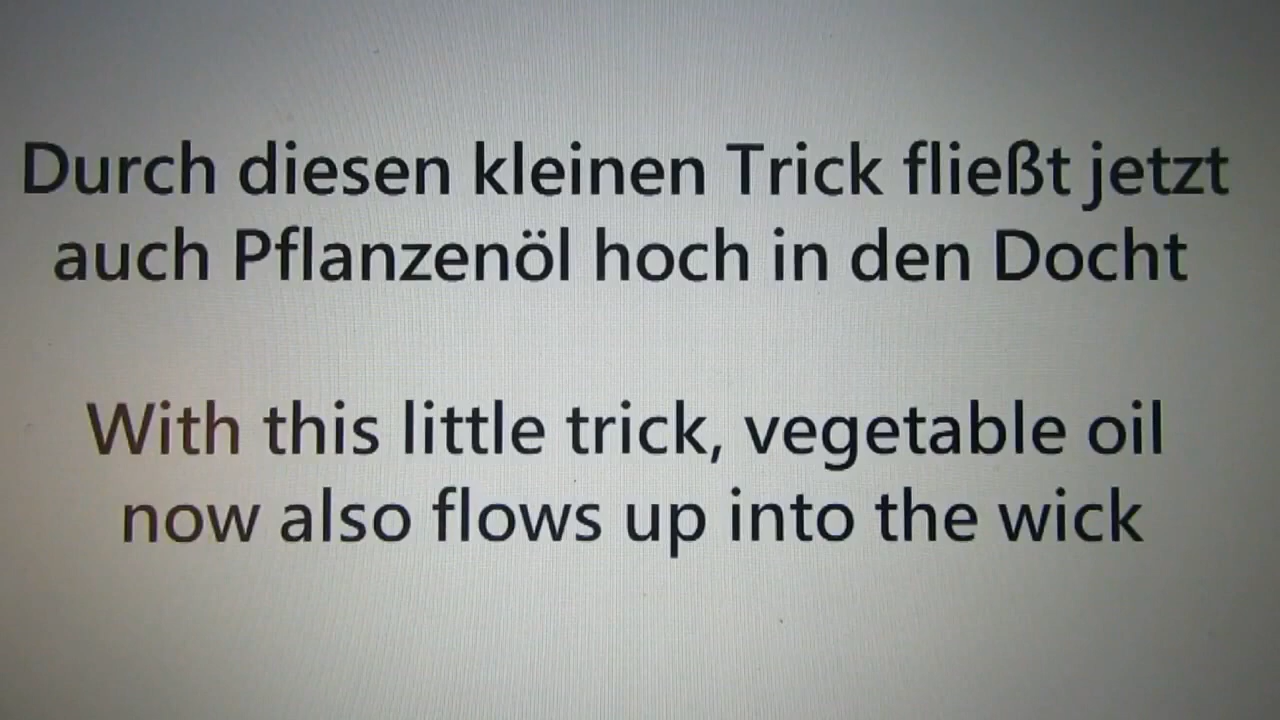 Durch diesen kleinen Trick fließt jetzt
auch Pflanzenöl hoch in den Docht
With this little trick, vegetable oil
now also flows up into the wick